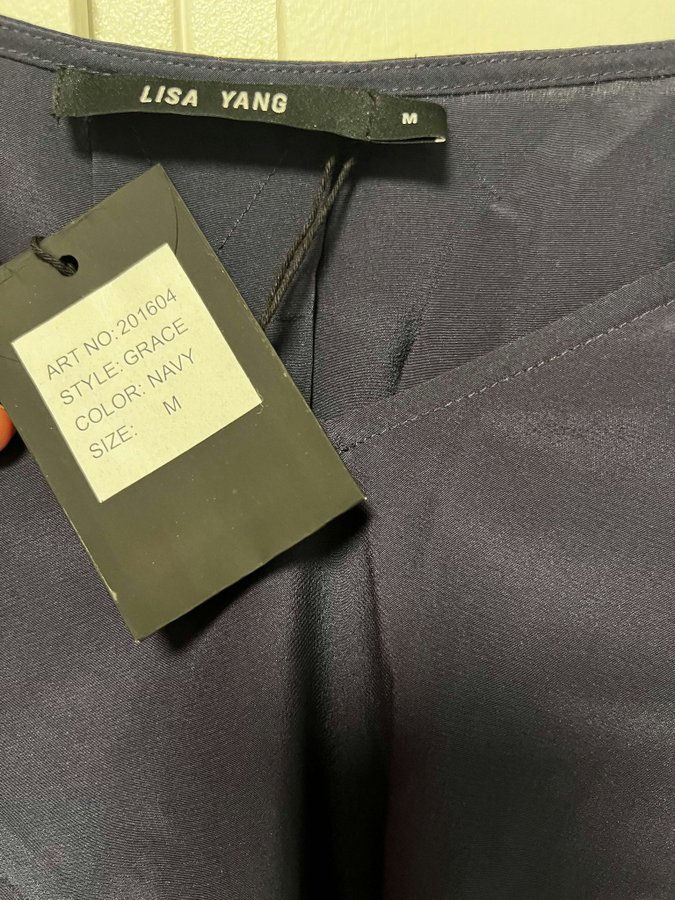 LISA YANG
M
ART NO: 201604
STYLE: GRACE
COLOR: NAVY
SIZE: M